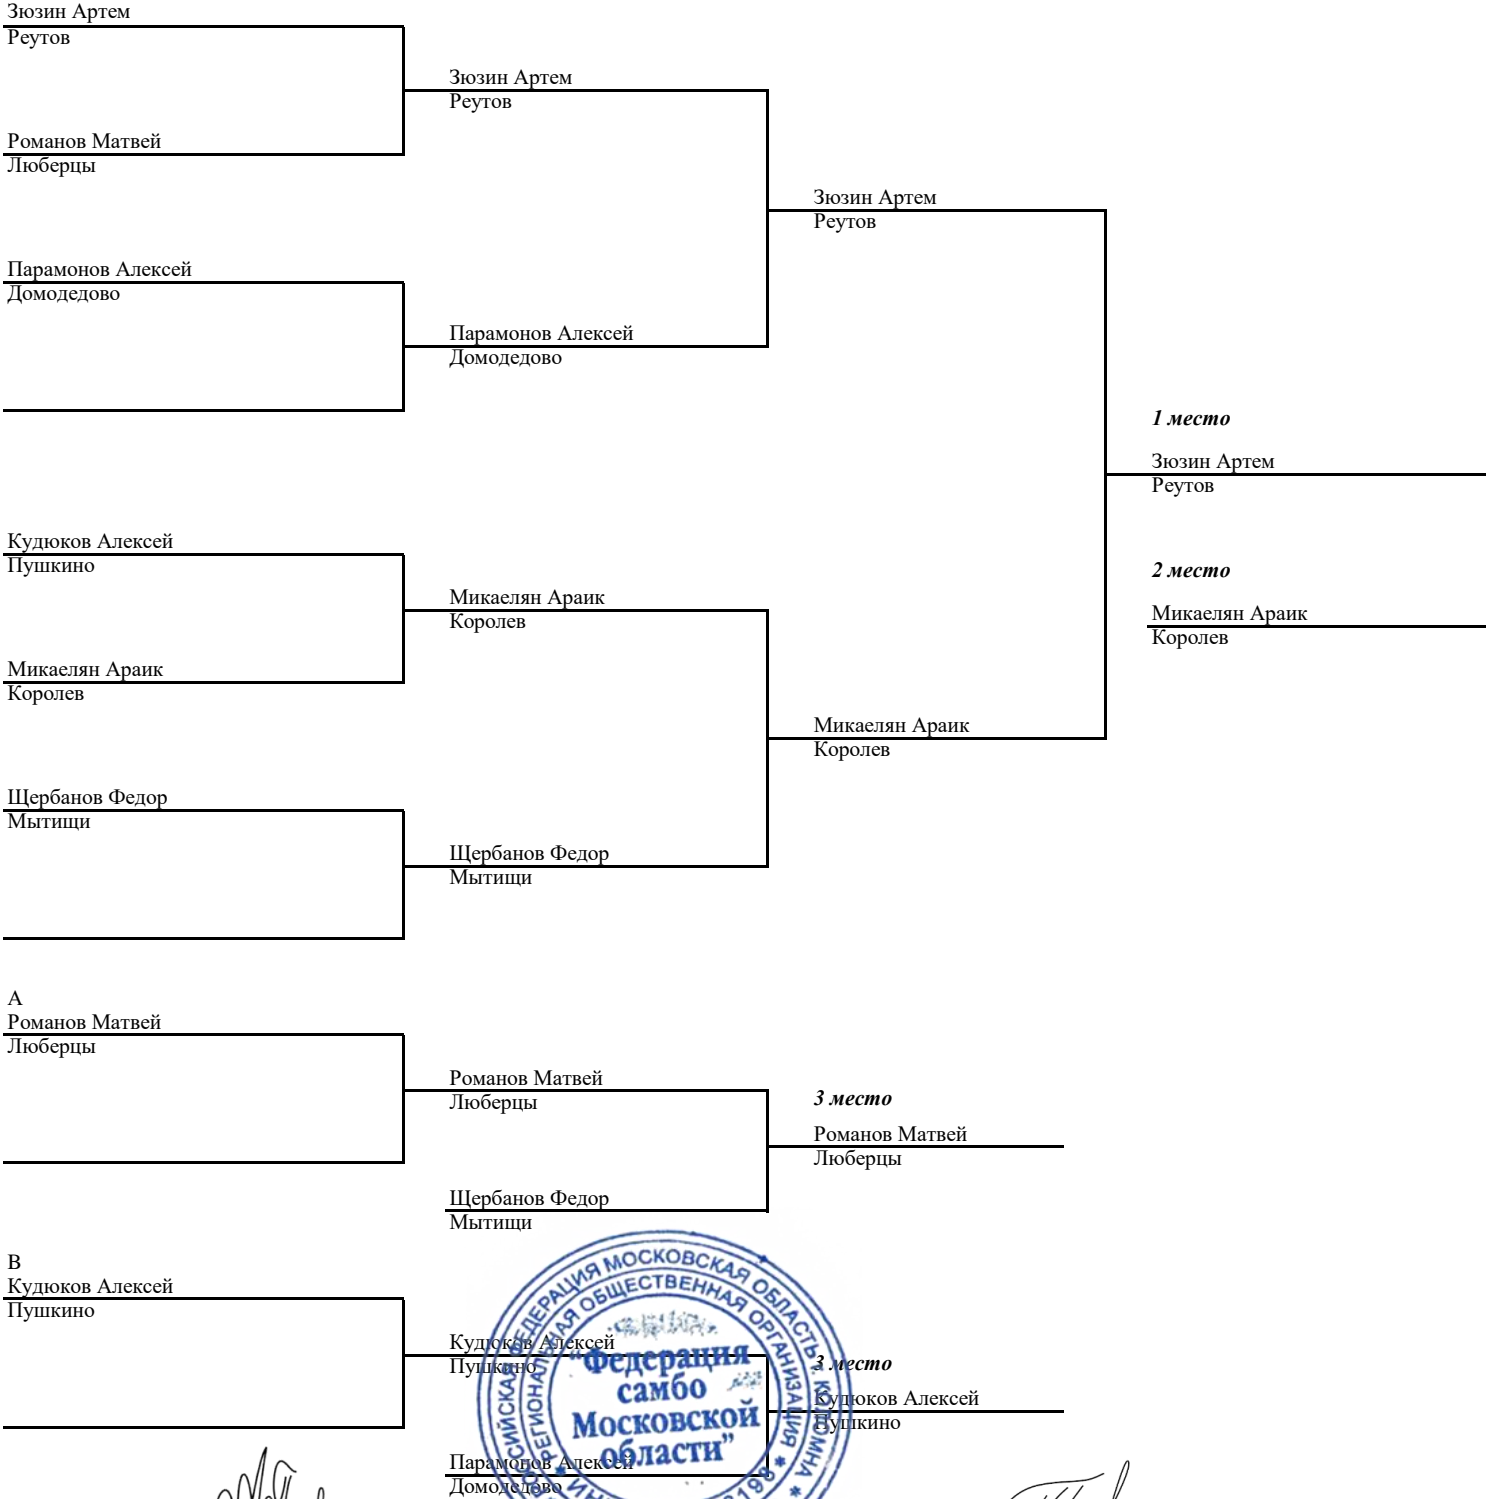 Зюзин Артем
Реутов
Зюзин Артем
Реутов
Романов Матвей
Люберцы
Зюзин Артем
Реутов
Парамонов Алексей
Домодедово
Парамонов Алексей
Домодедово
1 место
Зюзин Артем
Реутов
Кудюков Алексей
Пушкино
2 место
Микаелян Араик
Королев
Микаелян Араик
Королев
Микаелян Араик
Королев
Микаелян Араик
Королев
Щербанов Федор
Мытищи
Щербанов Федор
Мытищи
А
Романов Матвей
Люберцы
Романов Матвей
Люберцы
3 место
Романов Матвей
Люберцы
Щербанов Федор
Мытищи
В
Кудюков Алексей
Пушкино
Кудюков Алексей
Пушкино
3 место
Кудюков Алексей
Пушкино
Парамонов Алексей
Домодедово
РОССИЙСКАЯ ФЕДЕРАЦИЯ МОСКОВСКАЯ ОБЛАСТЬ г. КОЛОМНА
РЕГИОНАЛЬНАЯ ОБЩЕСТВЕННАЯ ОРГАНИЗАЦИЯ
"Федерация
самбо
Московской
области"